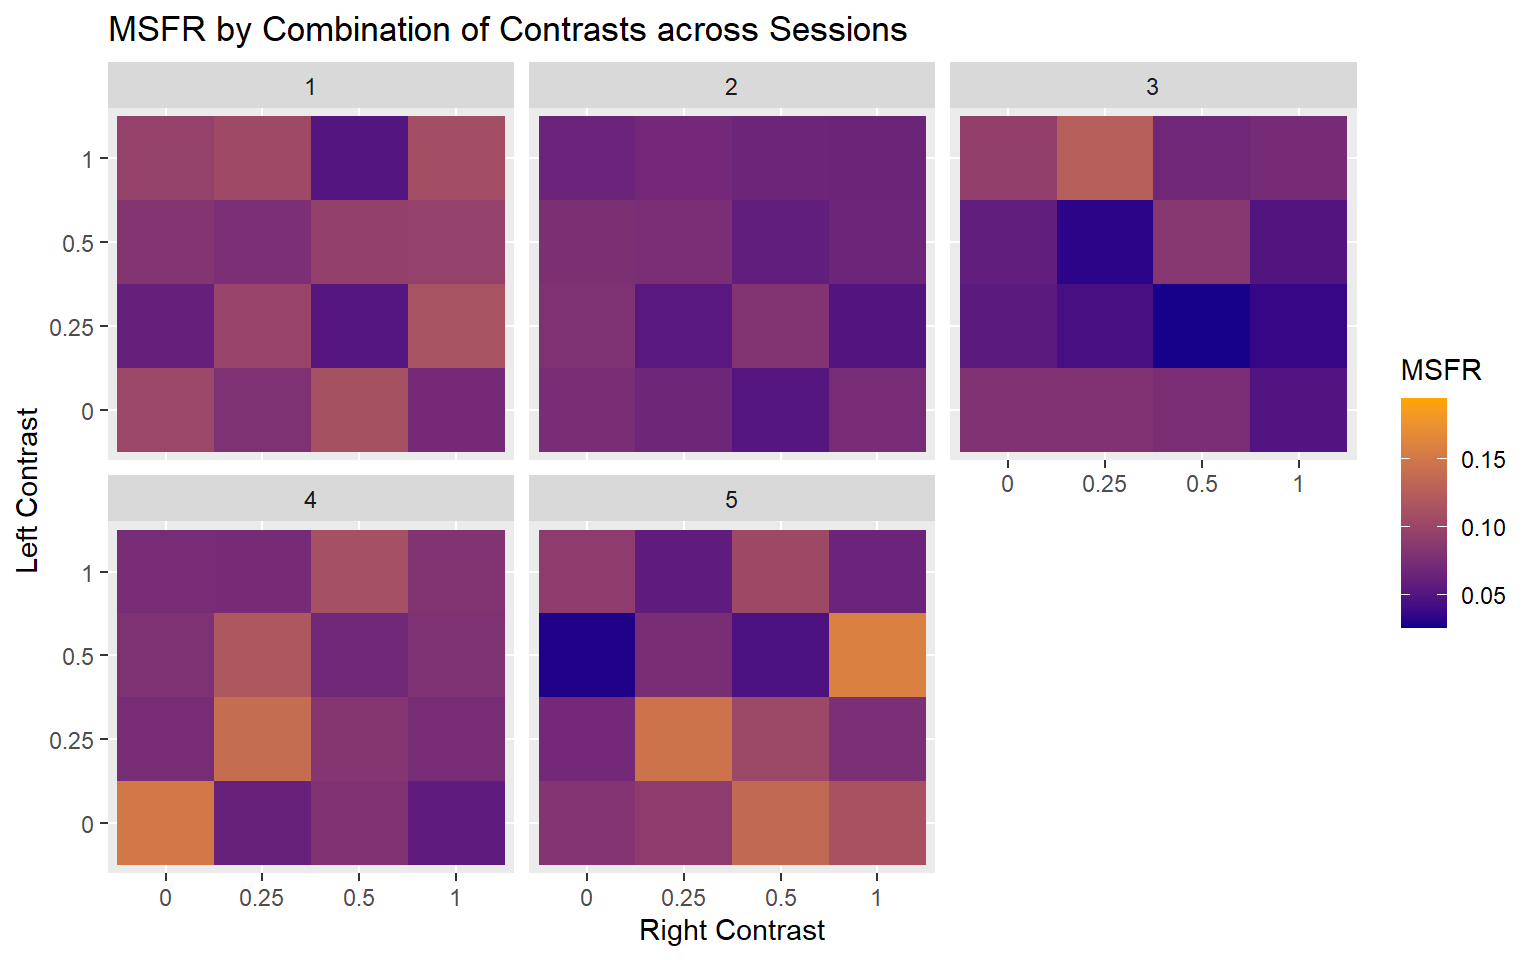 MSFR by Combination of Contrasts across Sessions
1
2
3
1
0.5
0.25
0
0 0.25 0.5 1
4
5
1
0.5
0.25
0
0 0.25 0.5 1
0 0.25 0.5 1
Left Contrast
Right Contrast
MSFR
0.15
0.10
0.05